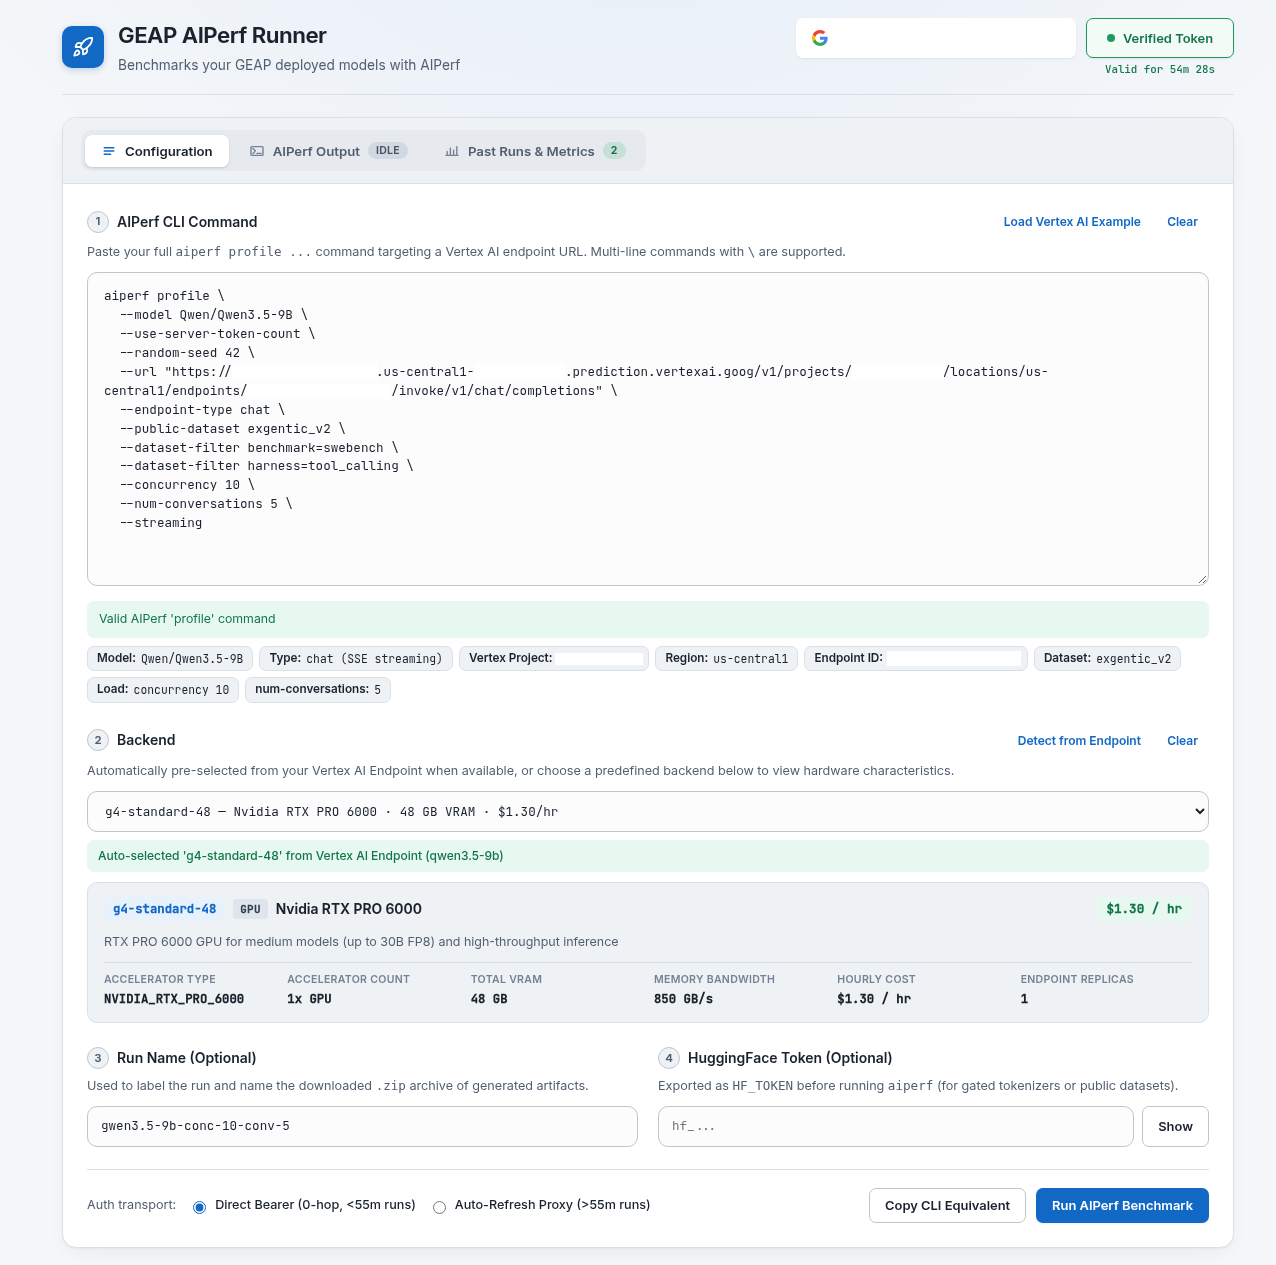 GEAP AIPerf Runner
Benchmarks your GEAP deployed models with AIPerf
Verified Token
Valid for 54m 28s
Configuration
AIPerf Output IDLE
Past Runs & Metrics 2
1 AIPerf CLI Command
Load Vertex AI Example Clear
Paste your full aiperf profile ... command targeting a Vertex AI endpoint URL. Multi-line commands with \ are supported.
aiperf profile \
--model Qwen/Qwen3.5-9B \
--use-server-token-count \
--random-seed 42 \
--url "https:// .us-central1- .prediction.vertexai.goog/v1/projects/ /locations/us-
central1/endpoints/ /invoke/v1/chat/completions" \
--endpoint-type chat \
--public-dataset exgentic_v2 \
--dataset-filter benchmark=swebench \
--dataset-filter harness=tool_calling \
--concurrency 10 \
--num-conversations 5 \
--streaming
Valid AIPerf 'profile' command
Model: Qwen/Qwen3.5-9B Type: chat (SSE streaming) Vertex Project: Region: us-central1 Endpoint ID: Dataset: exgentic_v2
Load: concurrency 10 num-conversations: 5
2 Backend
Detect from Endpoint Clear
Automatically pre-selected from your Vertex AI Endpoint when available, or choose a predefined backend below to view hardware characteristics.
g4-standard-48 — Nvidia RTX PRO 6000 · 48 GB VRAM · $1.30/hr
Auto-selected 'g4-standard-48' from Vertex AI Endpoint (qwen3.5-9b)
g4-standard-48 GPU Nvidia RTX PRO 6000 $1.30 / hr
RTX PRO 6000 GPU for medium models (up to 30B FP8) and high-throughput inference
ACCELERATOR TYPE ACCELERATOR COUNT TOTAL VRAM MEMORY BANDWIDTH HOURLY COST ENDPOINT REPLICAS
NVIDIA_RTX_PRO_6000 1x GPU 48 GB 850 GB/s $1.30 / hr 1
3 Run Name (Optional)
Used to label the run and name the downloaded .zip archive of generated artifacts.
qwen3.5-9b-conc-10-conv-5
4 HuggingFace Token (Optional)
Exported as HF_TOKEN before running aiperf (for gated tokenizers or public datasets).
hf_...
Show
Auth transport: Direct Bearer (0-hop, <55m runs) Auto-Refresh Proxy (>55m runs)
Copy CLI Equivalent
Run AIPerf Benchmark